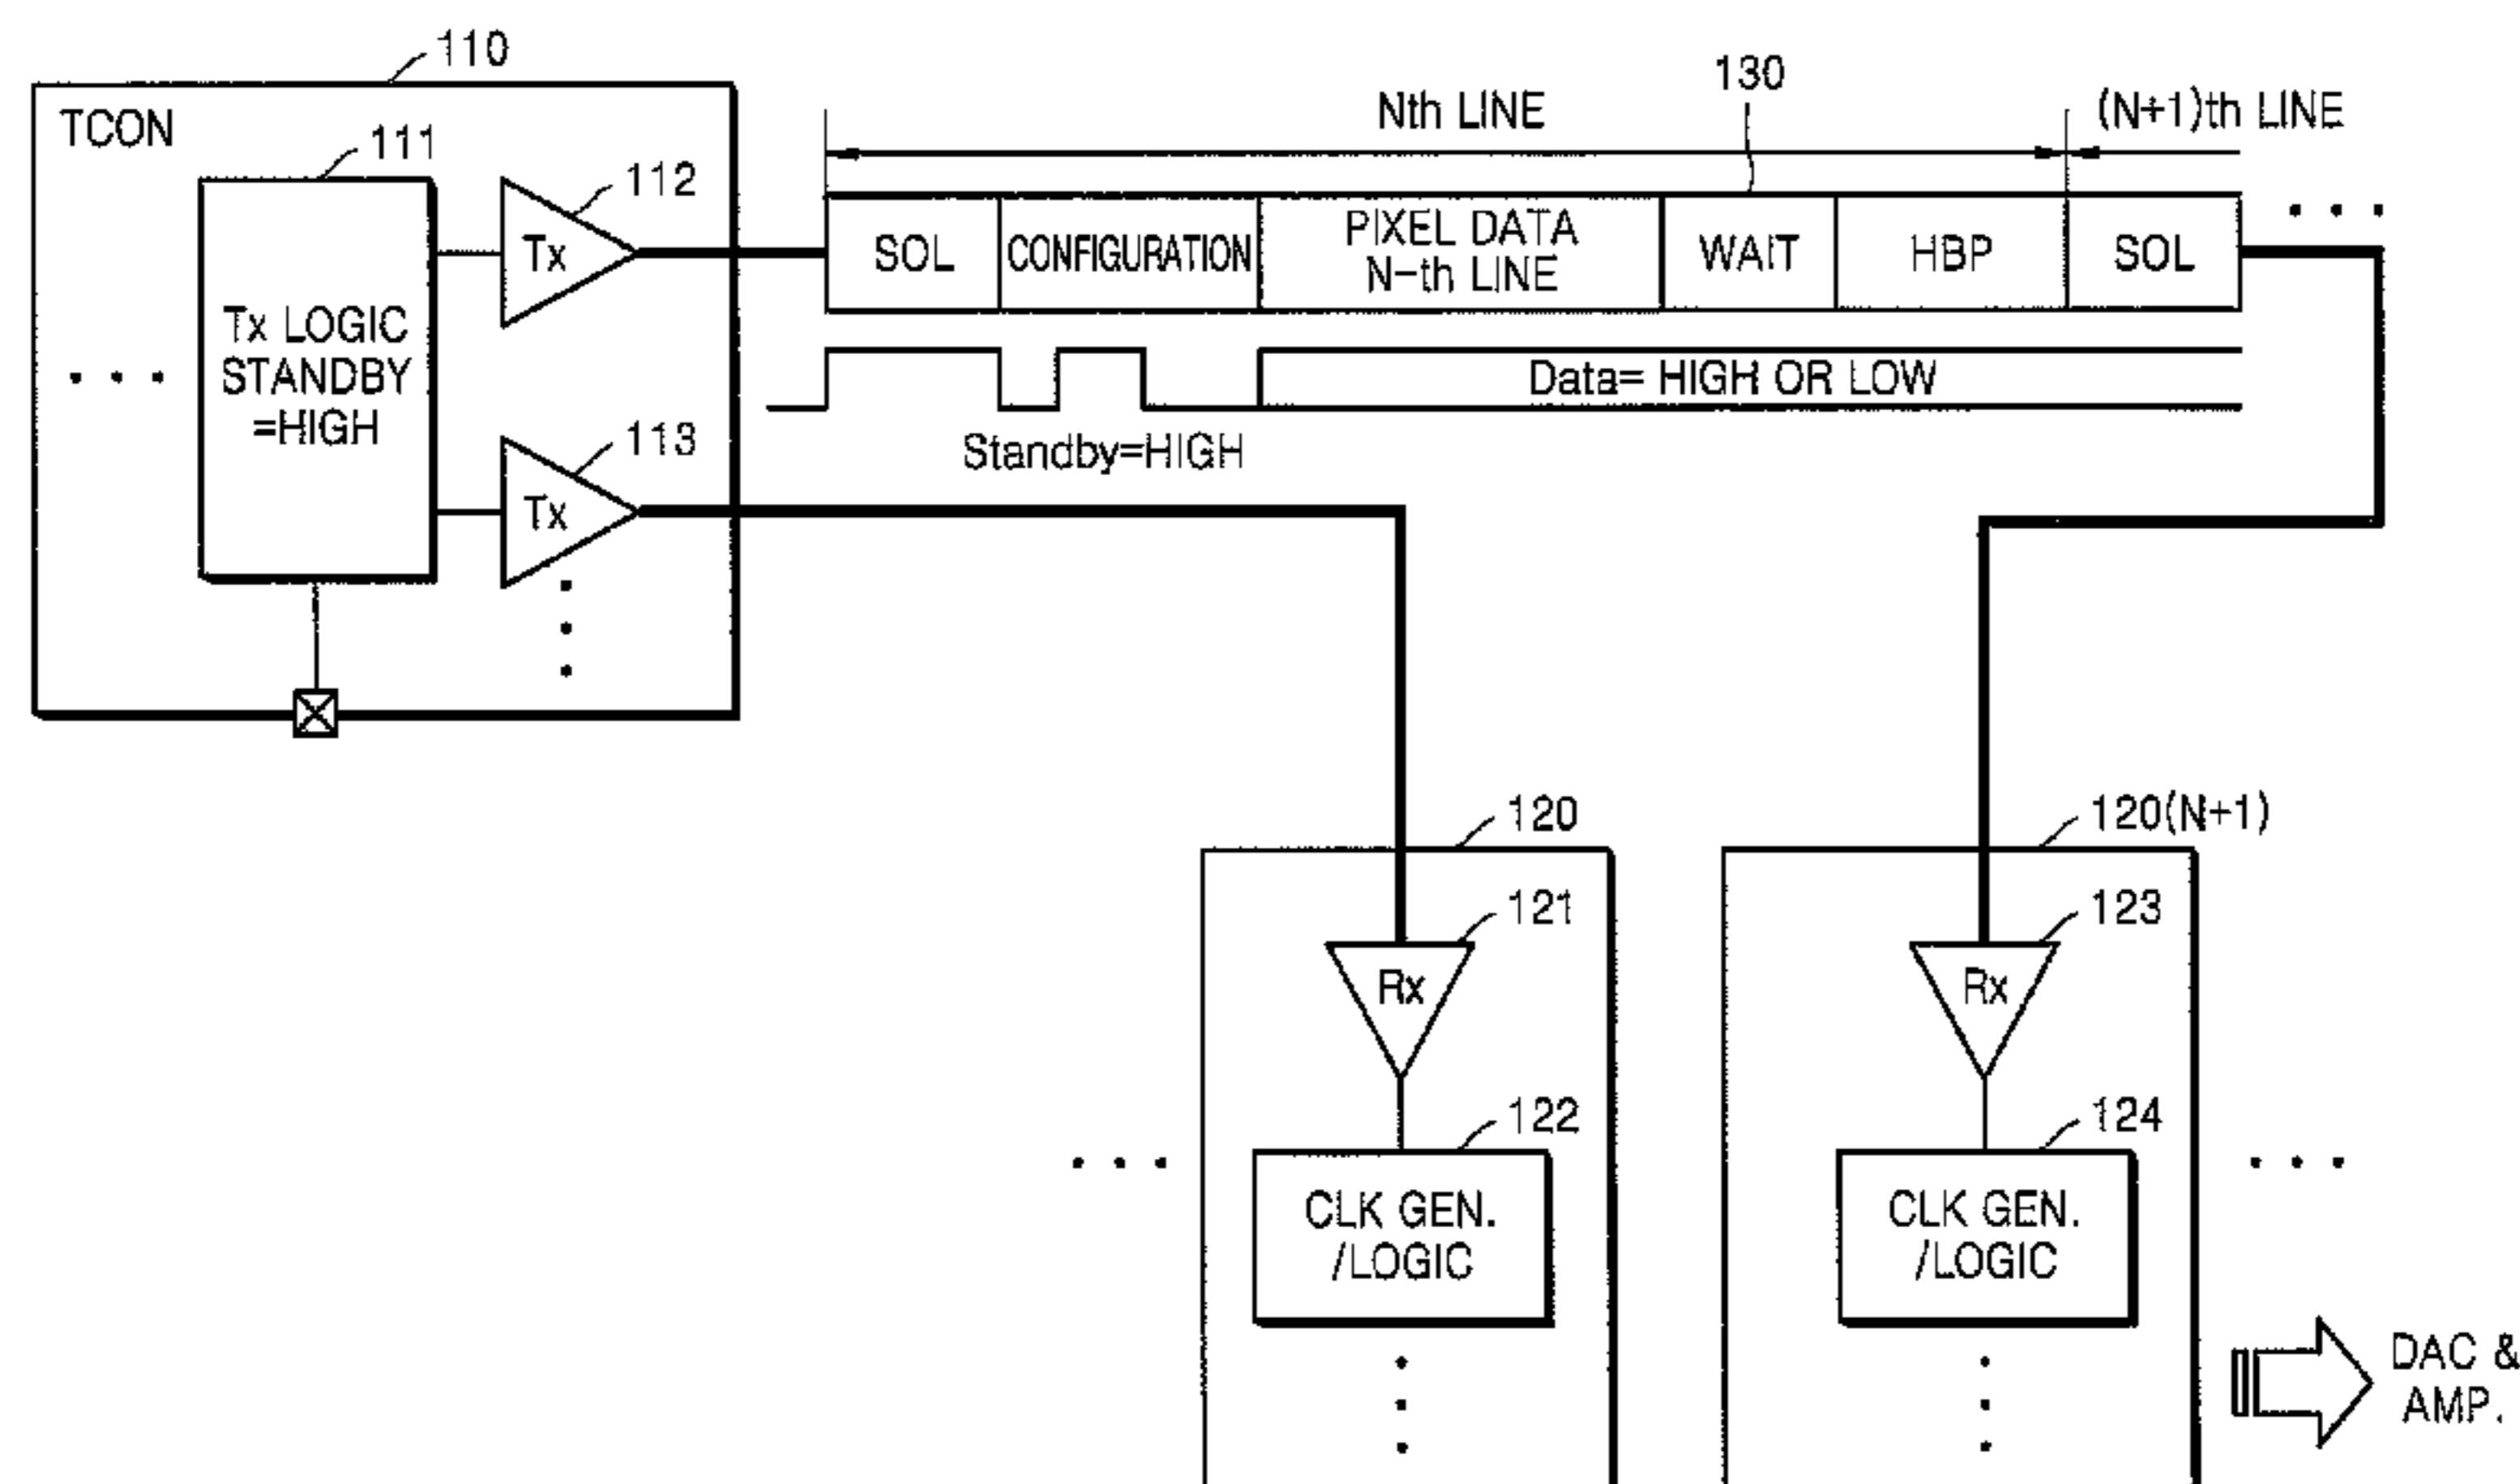 110
TCON
111
Tx LOGIC
STANDBY
=HIGH
112
Tx
113
Tx
Nth LINE
130
(N+1)th LINE
SOL
CONFIGURATION
PIXEL DATA
N-th LINE
WAIT
HBP
SOL
Data= HIGH OR LOW
Standby=HIGH
120
120(N+1)
121
Rx
123
Rx
122
CLK GEN.
/LOGIC
124
CLK GEN.
/LOGIC
DAC &
AMP.